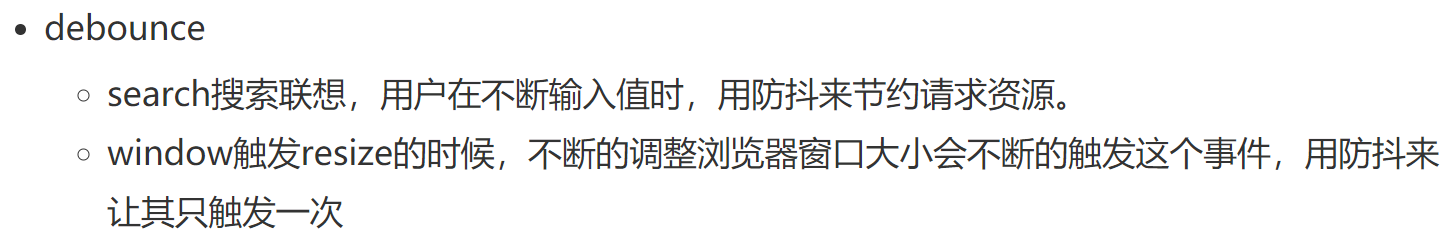 debounce
search搜索联想，用户在不断输入值时，用防抖来节约请求资源。
window触发resize的时候，不断的调整浏览器窗口大小会不断的触发这个事件，用防抖来
让其只触发一次